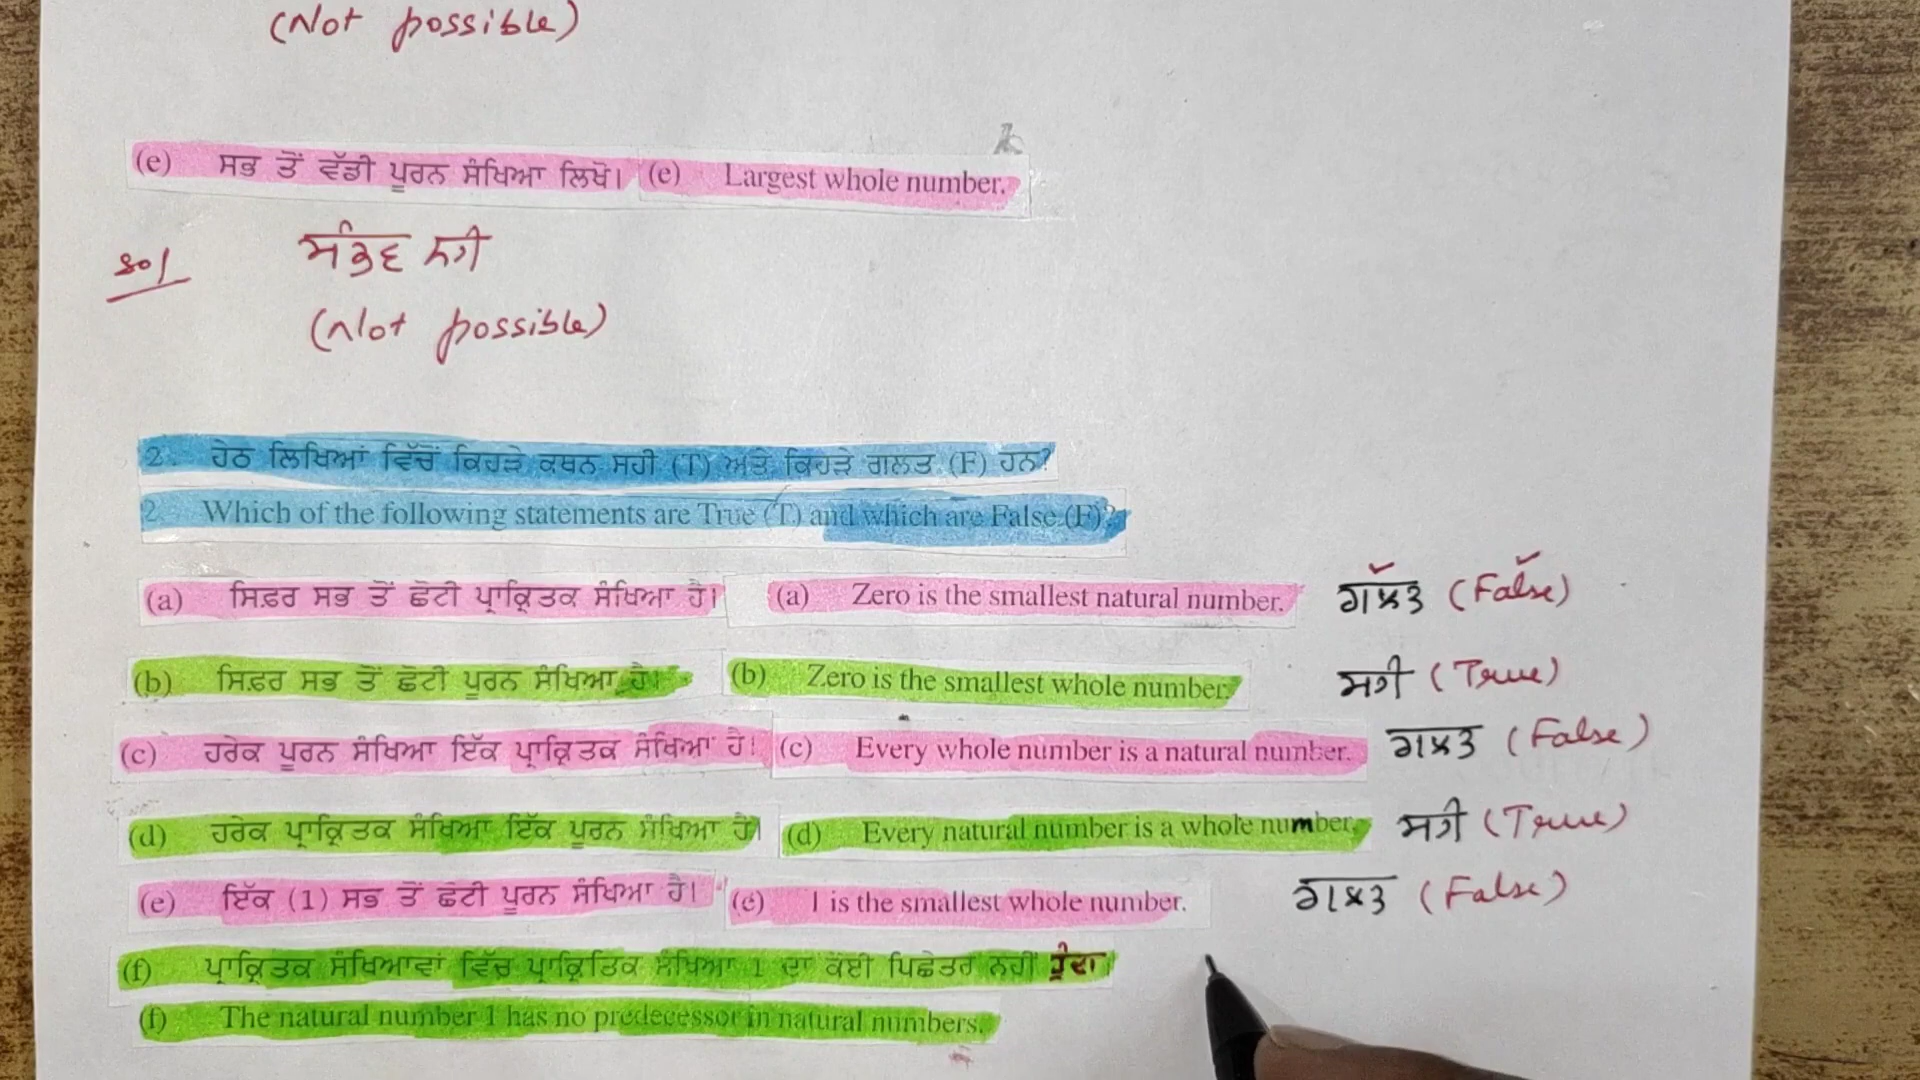 (Not possible)
(e) ਸਭ ਤੋਂ ਵੱਡੀ ਪੂਰਨ ਸੰਖਿਆ ਲਿਖੋ। (e) Largest whole number.
Sol ਸੰਭਵ ਨਹੀਂ
(Not possible)
2. ਹੇਠ ਲਿਖਿਆਂ ਵਿੱਚੋਂ ਕਿਹੜੇ ਕਥਨ ਸਹੀ (T) ਅਤੇ ਕਿਹੜੇ ਗਲਤ (F) ਹਨ?
2. Which of the following statements are True (T) and which are False (F)?
(a) ਸਿਫ਼ਰ ਸਭ ਤੋਂ ਛੋਟੀ ਪ੍ਰਾਕ੍ਰਿਤਕ ਸੰਖਿਆ ਹੈ। (a) Zero is the smallest natural number. ਗਲਤ (False)
(b) ਸਿਫ਼ਰ ਸਭ ਤੋਂ ਛੋਟੀ ਪੂਰਨ ਸੰਖਿਆ ਹੈ। (b) Zero is the smallest whole number. ਸਹੀ (True)
(c) ਹਰੇਕ ਪੂਰਨ ਸੰਖਿਆ ਇੱਕ ਪ੍ਰਾਕ੍ਰਿਤਕ ਸੰਖਿਆ ਹੈ। (c) Every whole number is a natural number. ਗਲਤ (False)
(d) ਹਰੇਕ ਪ੍ਰਾਕ੍ਰਿਤਕ ਸੰਖਿਆ ਇੱਕ ਪੂਰਨ ਸੰਖਿਆ ਹੈ। (d) Every natural number is a whole number. ਸਹੀ (True)
(e) ਇੱਕ (1) ਸਭ ਤੋਂ ਛੋਟੀ ਪੂਰਨ ਸੰਖਿਆ ਹੈ। (e) 1 is the smallest whole number. ਗਲਤ (False)
(f) ਪ੍ਰਾਕ੍ਰਿਤਕ ਸੰਖਿਆਵਾਂ ਵਿੱਚ ਪ੍ਰਾਕ੍ਰਿਤਿਕ ਸੰਖਿਆ 1 ਦਾ ਕੋਈ ਪਿਛੇਤਰ ਨਹੀਂ ਹੁੰਦਾ।
(f) The natural number 1 has no predecessor in natural numbers.